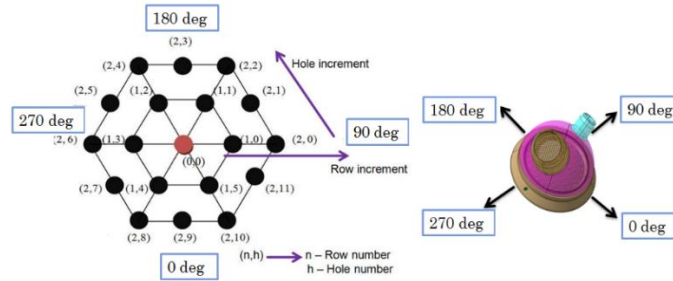 180 deg
(2,3)
(2,4)
(2,2)
Hole increment
(2,5)
(1,2)
(1,1)
(2,1)
270 deg
90 deg
(2,6)
(1,3)
(1,0)
(2, 0)
(0,0)
Row increment
(2,7)
(1,4)
(1,5)
(2,11)
(2,8)
(2,9)
(2,10)
(n,h)
n – Row number
h – Hole number
0 deg
180 deg
90 deg
270 deg
0 deg